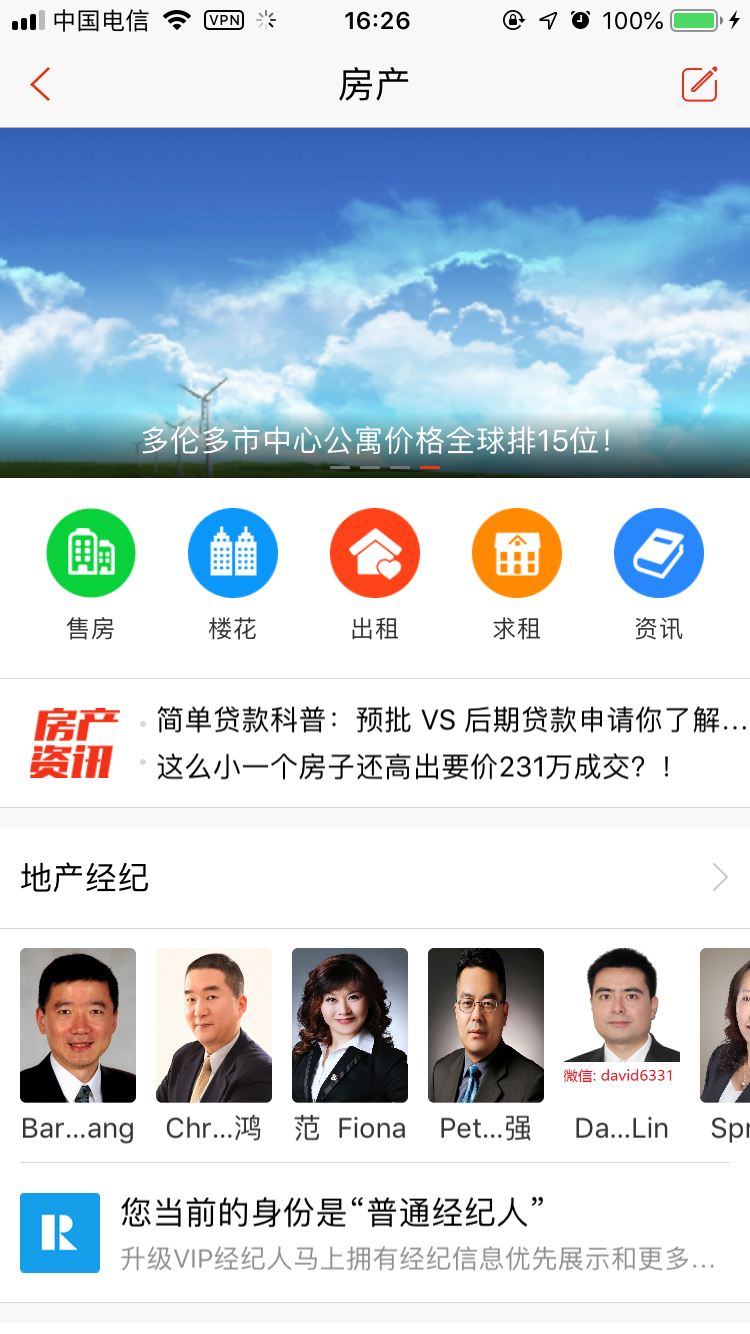 中国电信 VPN 16:26 100%
房产
多伦多市中心公寓价格全球排15位!
售房 楼花 出租 求租 资讯
房产
资讯
简单贷款科普：预批 VS 后期贷款申请你了解...
这么小一个房子还高出要价231万成交？！
地产经纪
微信: david6331
Bar...ang Chr...鸿 范 Fiona Pet...强 Da...Lin Spr
R
您当前的身份是“普通经纪人”
升级VIP经纪人马上拥有经纪信息优先展示和更多...